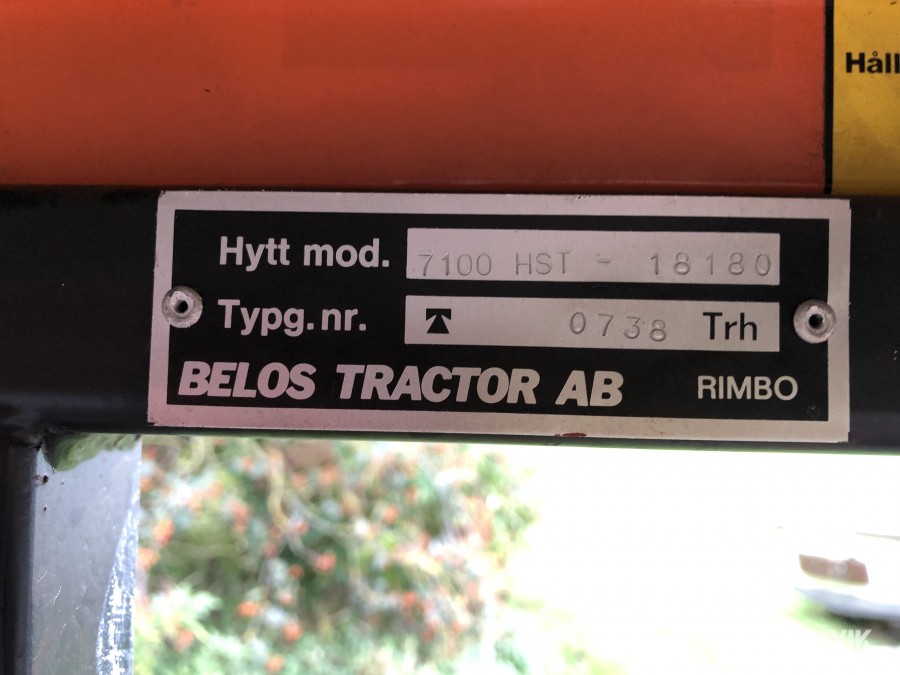 Håll
Hytt mod. 7100 HST - 18180
Typg.nr. T 0738 Trh
BELOS TRACTOR AB RIMBO